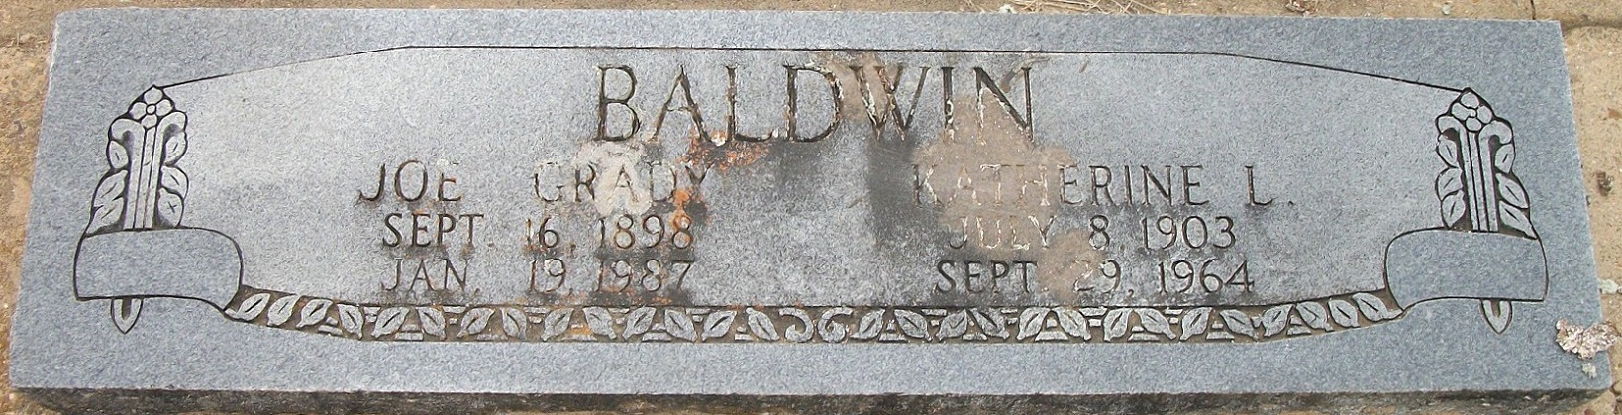 BALDWIN
JOE GRADY
SEPT. 16, 1898
JAN. 19, 1987
KATHERINE L.
JULY 8, 1903
SEPT. 29, 1964